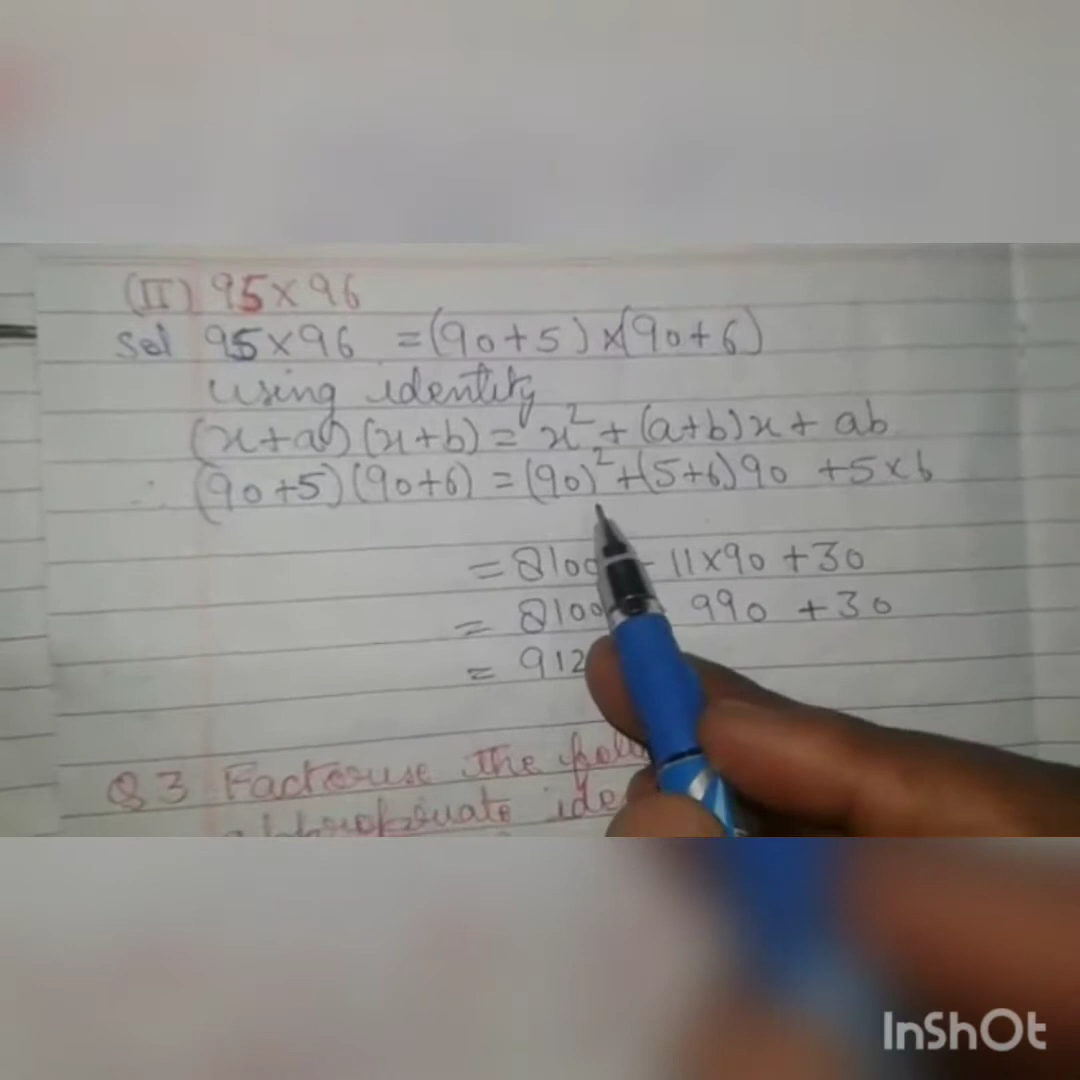 (II) 95×96
Sol 95×96 =(90+5)×(90+6)
using identity
(x+a)(x+b)= x²+(a+b)x+ ab
∴ (90+5)(90+6) = (90)²+(5+6)90 +5×6
= 8100 11×90 +30
= 8100 990 +30
= 912
Q3 Factorise the
appropriate
InShOt